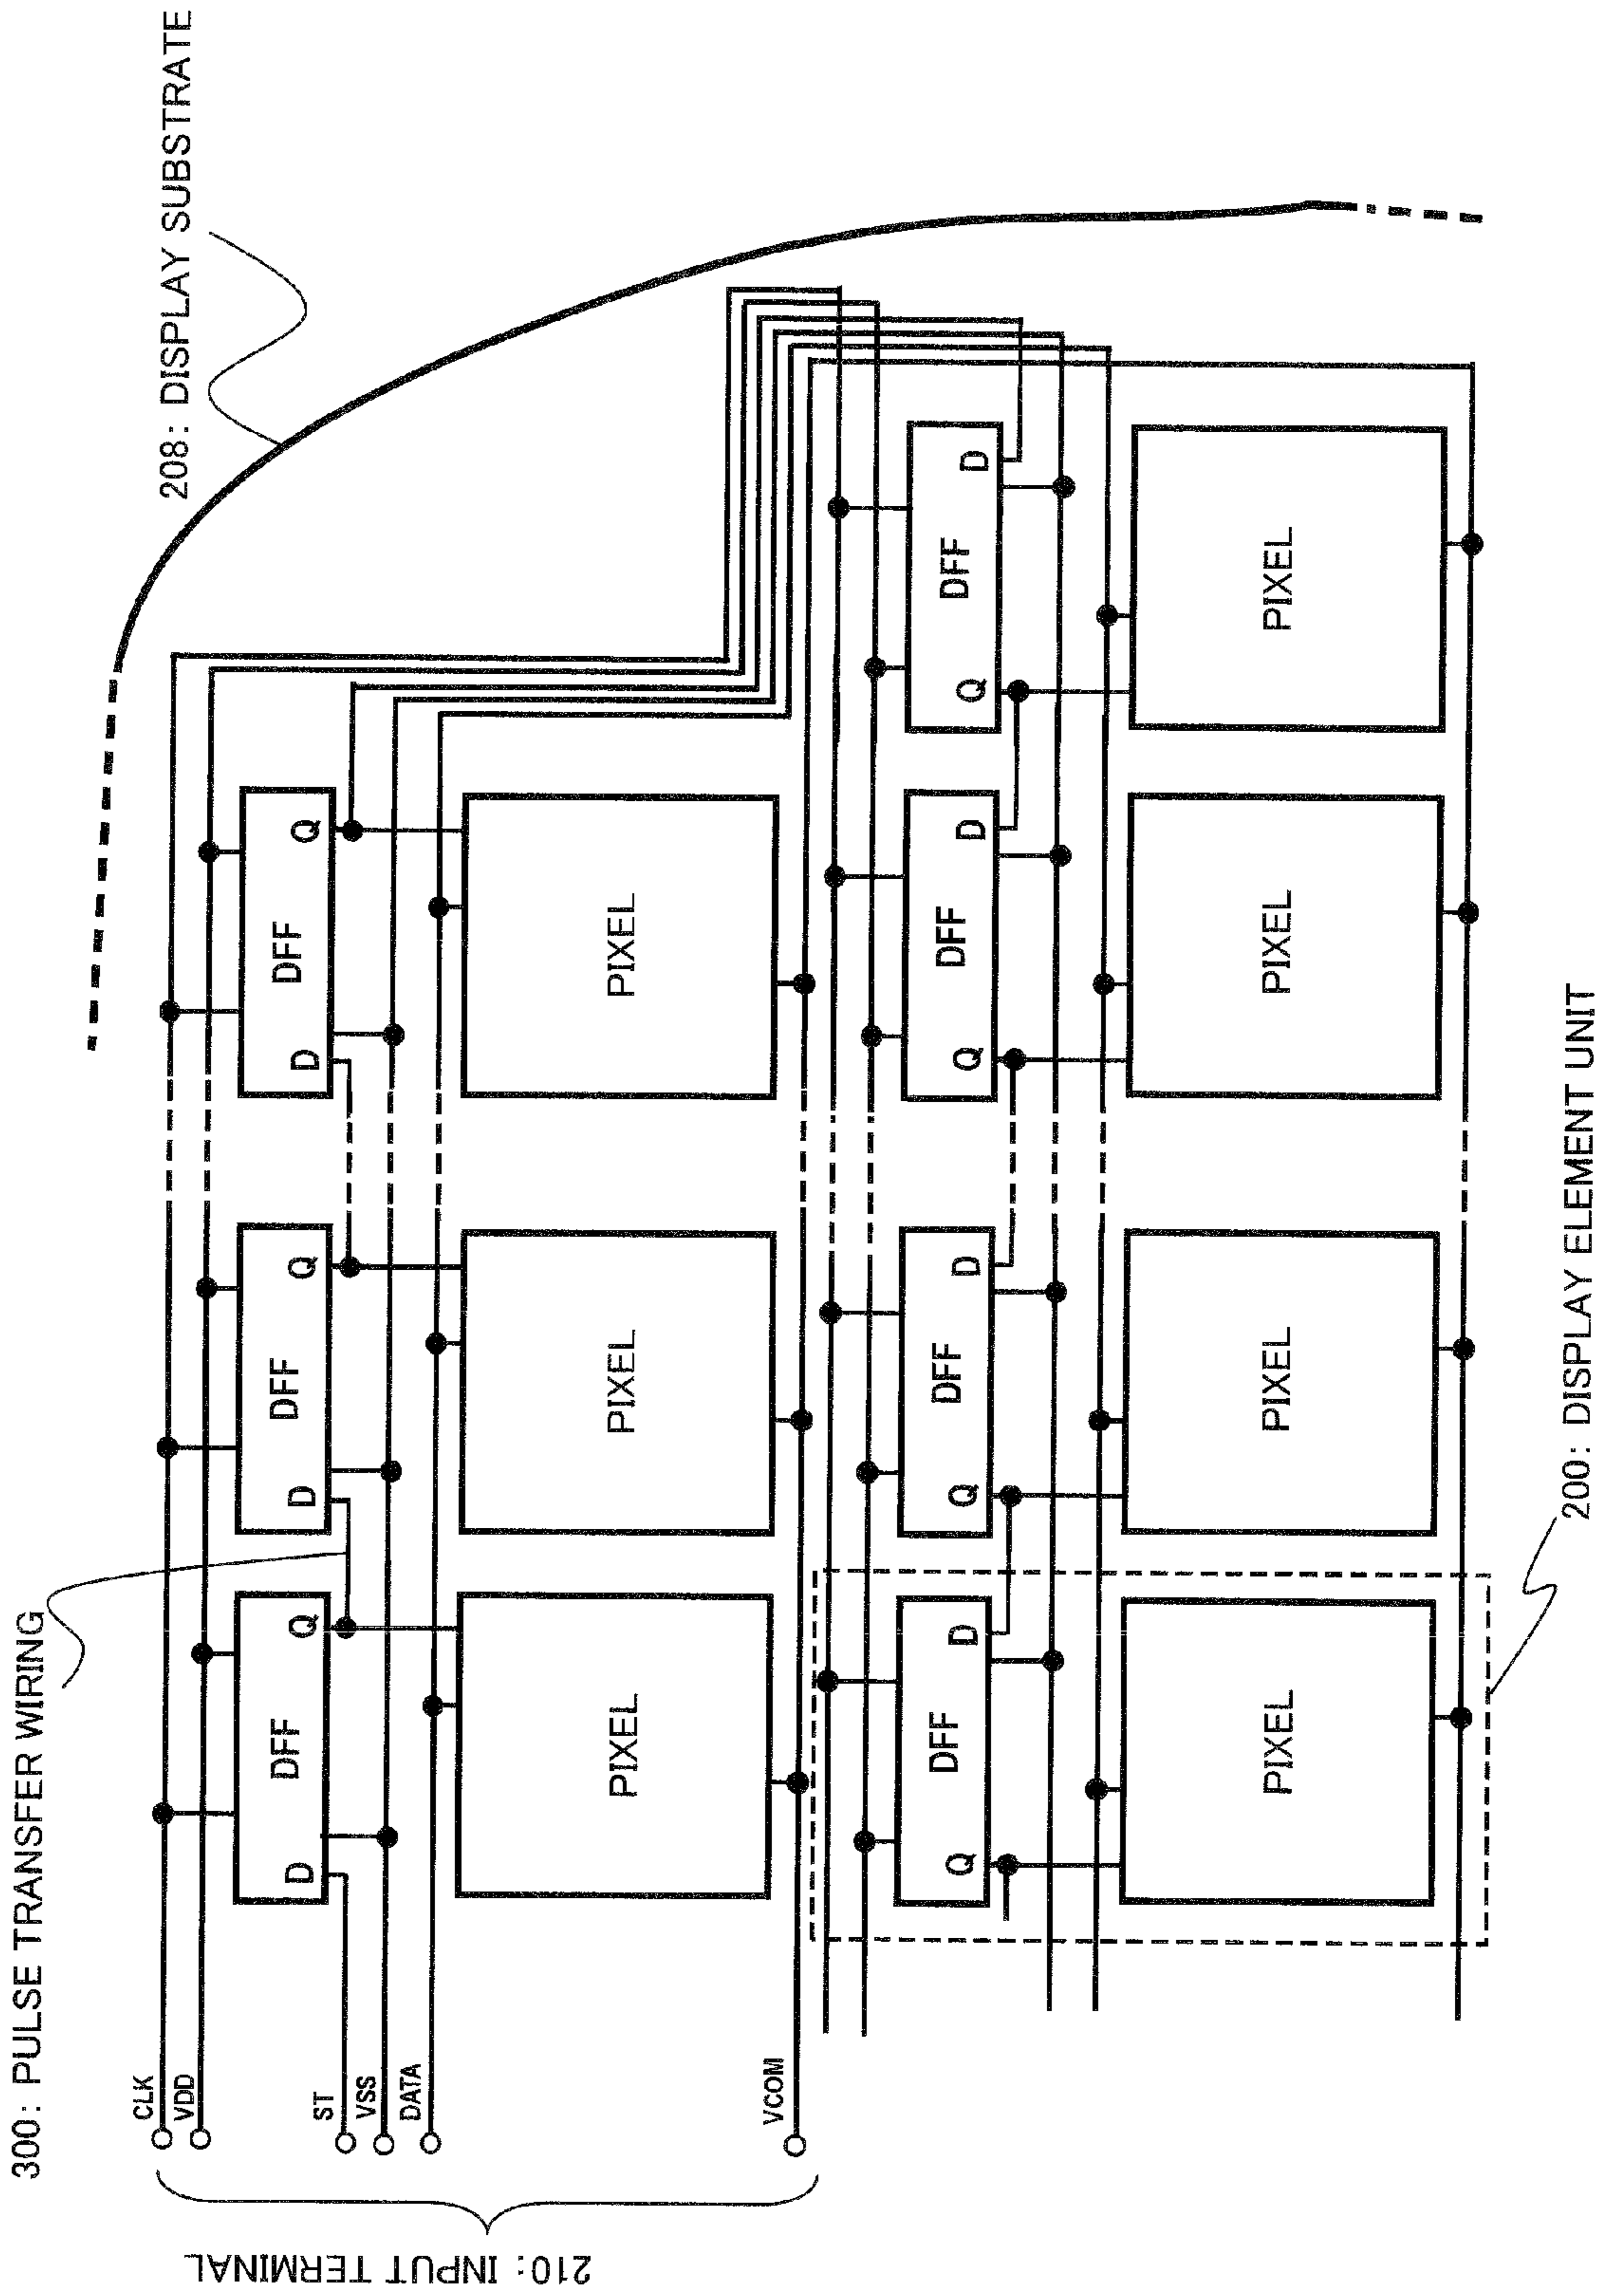 208: DISPLAY SUBSTRATE
300: PULSE TRANSFER WIRING
CLK
VDD
ST
VSS
DATA
VCOM
210: INPUT TERMINAL
D
DFF
Q
D
DFF
Q
D
DFF
Q
PIXEL
PIXEL
PIXEL
Q
DFF
D
Q
DFF
D
Q
DFF
D
Q
DFF
D
PIXEL
PIXEL
PIXEL
PIXEL
200: DISPLAY ELEMENT UNIT